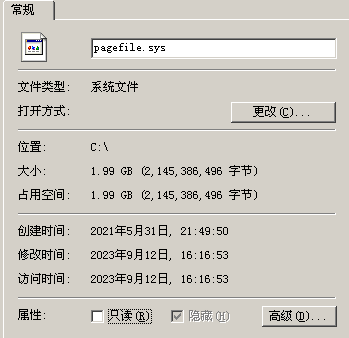 常规
pagefile.sys
文件类型: 系统文件
打开方式: 更改(C)...
位置: C:\
大小: 1.99 GB (2,145,386,496 字节)
占用空间: 1.99 GB (2,145,386,496 字节)
创建时间: 2021年5月31日, 21:49:50
修改时间: 2023年9月12日, 16:16:53
访问时间: 2023年9月12日, 16:16:53
属性: 只读(R) 隐藏(H) 高级(D)...